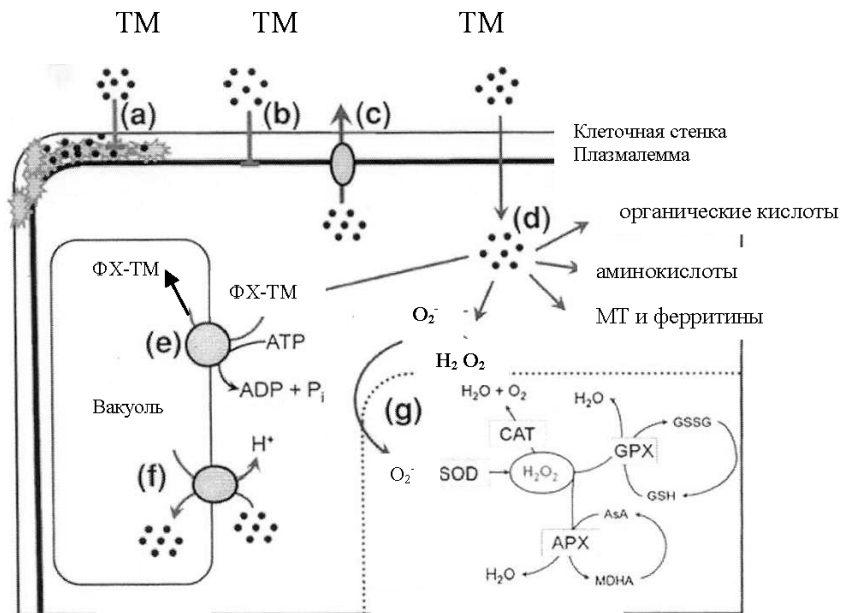 ТМ ТМ ТМ
(a) (b) (c)
Клеточная стенка
Плазмалемма
(d)
органические кислоты
аминокислоты
МТ и ферритины
ФХ-ТМ
ФХ-ТМ
(e)
ATP
ADP + Pi
Вакуоль
(f)
H+
O2-
H2 O2
(g)
H2O + O2
CAT
H2O
GPX
GSSG
GSH
O2-
SOD
H2O2
AsA
APX
H2O
MDHA